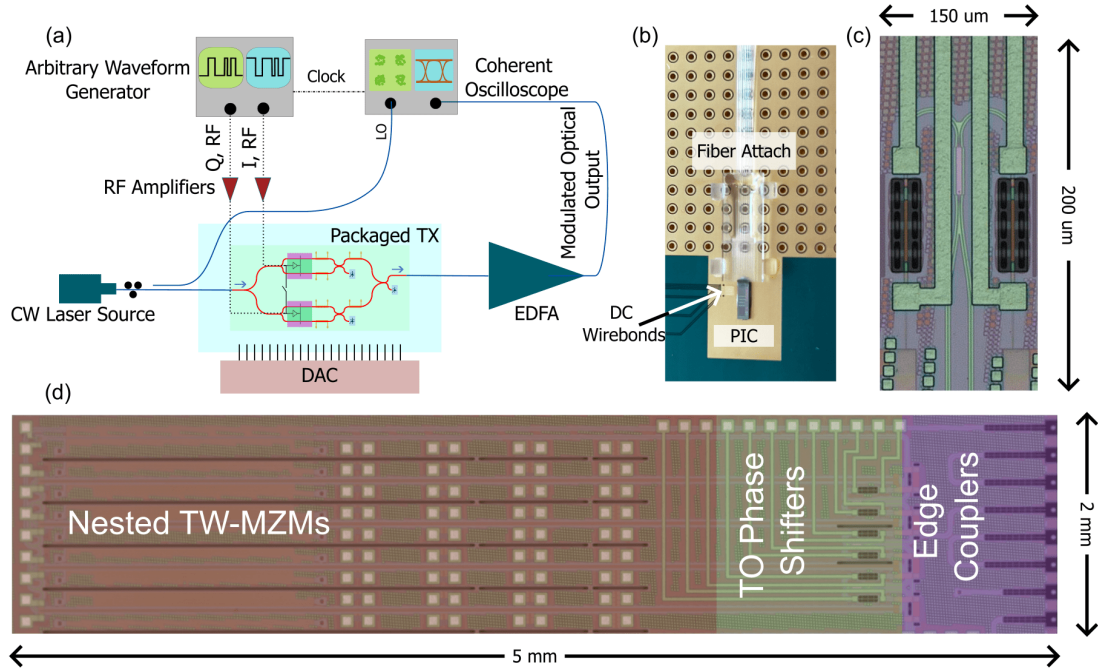 (a)
Arbitrary Waveform
Generator
Clock
Coherent
Oscilloscope
LO
Q, RF
I, RF
RF Amplifiers
Packaged TX
Modulated Optical
Output
CW Laser Source
EDFA
DAC
(b)
Fiber Attach
DC
Wirebonds
PIC
(c)
150 um
200 um
(d)
Nested TW-MZMs
TO Phase
Shifters
Edge
Couplers
2 mm
5 mm